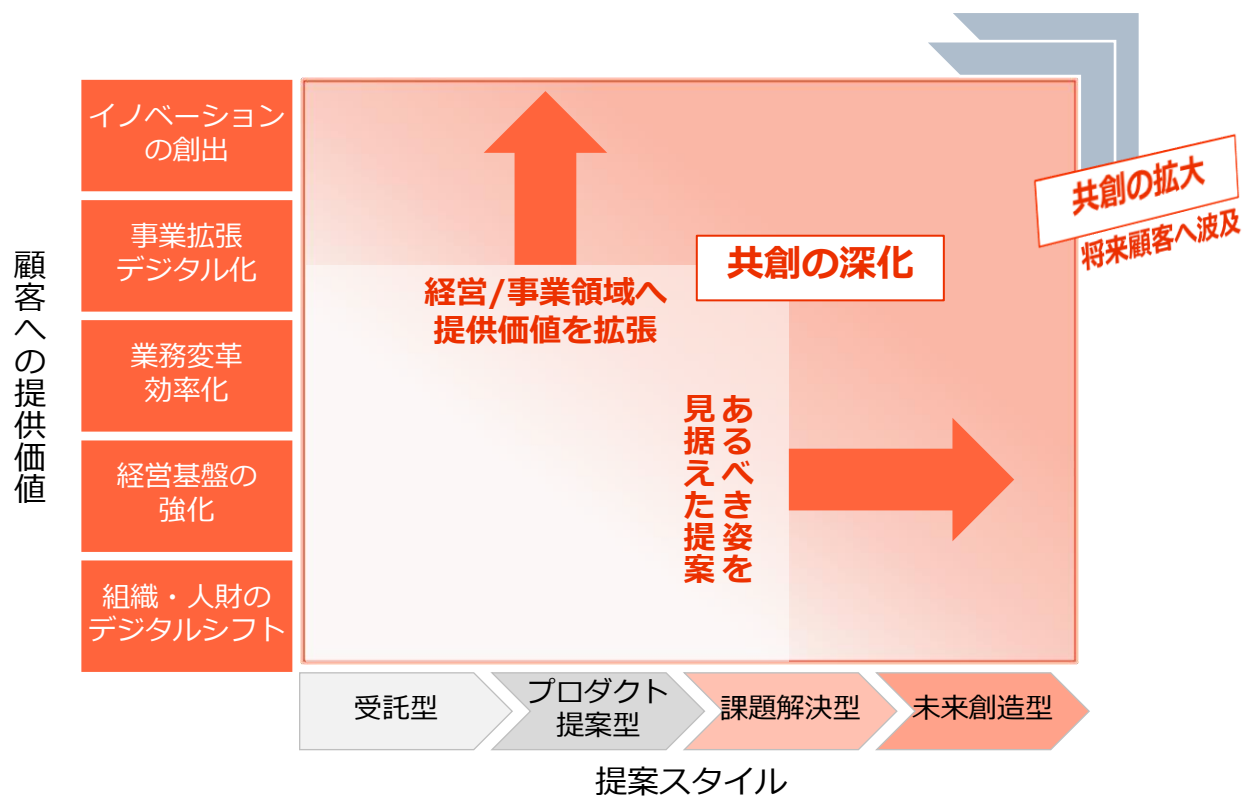 顧客への提供価値
イノベーション
の創出
事業拡張
デジタル化
業務変革
効率化
経営基盤の
強化
組織・人財の
デジタルシフト
経営/事業領域へ
提供価値を拡張
共創の深化
あるべき姿を
見据えた提案
共創の拡大
将来顧客へ波及
受託型
プロダクト
提案型
課題解決型
未来創造型
提案スタイル